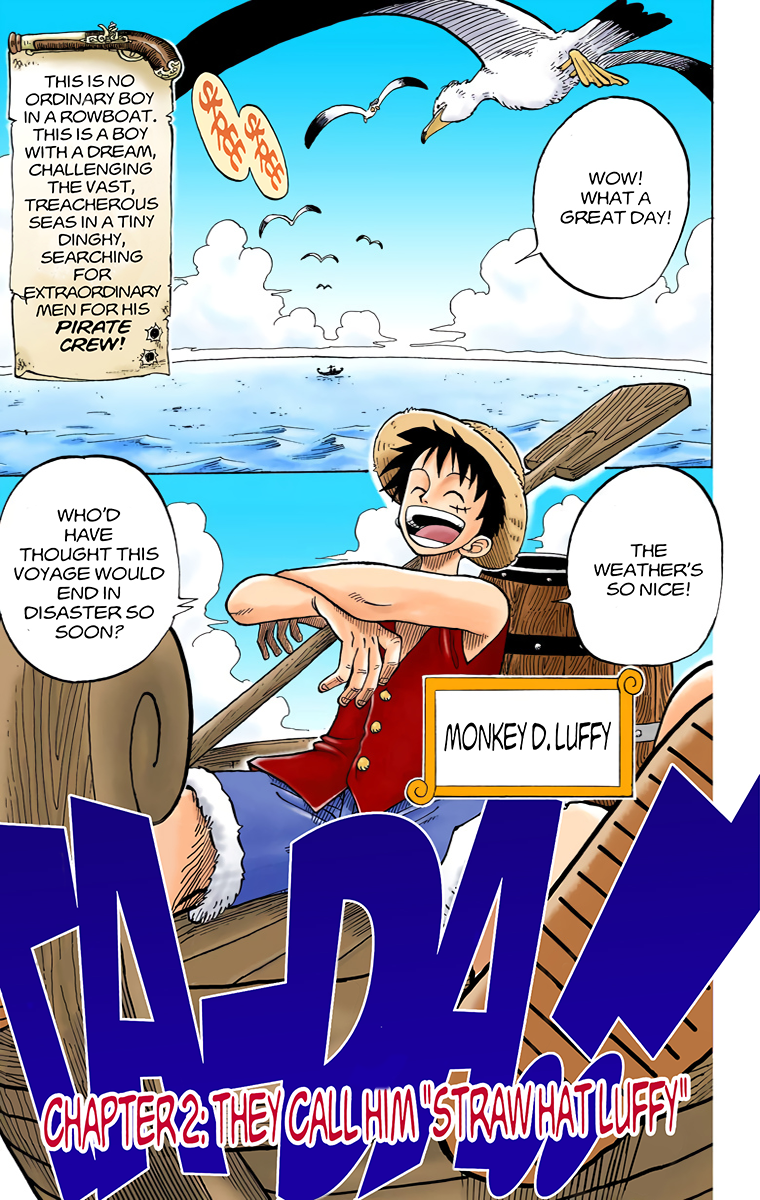 THIS IS NO
ORDINARY BOY
IN A ROWBOAT.
THIS IS A BOY
WITH A DREAM,
CHALLENGING
THE VAST,
TREACHEROUS
SEAS IN A TINY
DINGHY,
SEARCHING
FOR
EXTRAORDINARY
MEN FOR HIS
PIRATE
CREW!
SKREE
SKREE
WOW!
WHAT A
GREAT DAY!
THE
WEATHER'S
SO NICE!
WHO'D
HAVE
THOUGHT THIS
VOYAGE WOULD
END IN
DISASTER SO
SOON?
MONKEY D. LUFFY
TA-DA!!
CHAPTER 2: THEY CALL HIM "STRAW HAT LUFFY"